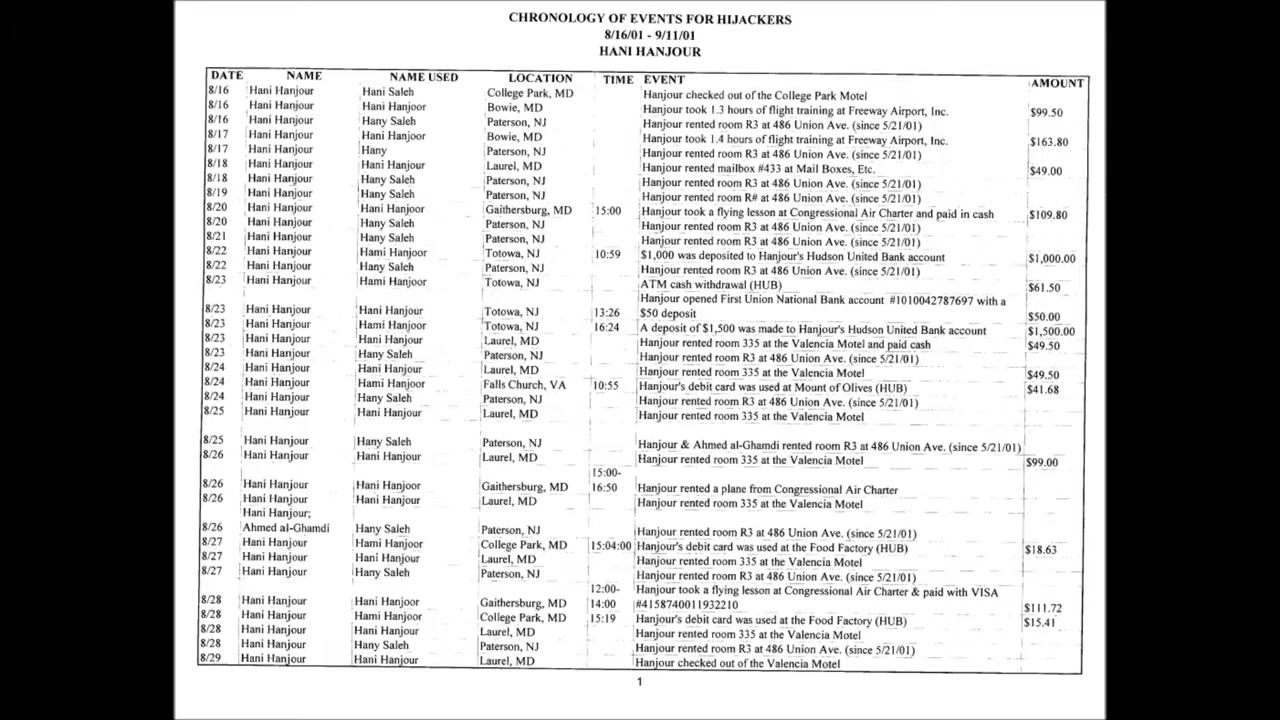 CHRONOLOGY OF EVENTS FOR HIJACKERS
8/16/01 - 9/11/01
HANI HANJOUR
DATE NAME NAME USED LOCATION TIME EVENT AMOUNT
8/16 Hani Hanjour Hani Saleh College Park, MD Hanjour checked out of the College Park Motel
8/16 Hani Hanjour Hani Hanjoor Bowie, MD Hanjour took 1.3 hours of flight training at Freeway Airport, Inc. $99.50
8/16 Hani Hanjour Hany Saleh Paterson, NJ Hanjour rented room R3 at 486 Union Ave. (since 5/21/01)
8/17 Hani Hanjour Hani Hanjoor Bowie, MD Hanjour took 1.4 hours of flight training at Freeway Airport, Inc. $163.80
8/17 Hani Hanjour Hany Paterson, NJ Hanjour rented room R3 at 486 Union Ave. (since 5/21/01)
8/18 Hani Hanjour Hani Hanjour Laurel, MD Hanjour rented mailbox #433 at Mail Boxes, Etc. $49.00
8/18 Hani Hanjour Hany Saleh Paterson, NJ Hanjour rented room R3 at 486 Union Ave. (since 5/21/01)
8/19 Hani Hanjour Hany Saleh Paterson, NJ Hanjour rented room R# at 486 Union Ave. (since 5/21/01)
8/20 Hani Hanjour Hani Hanjoor Gaithersburg, MD 15:00 Hanjour took a flying lesson at Congressional Air Charter and paid in cash $109.80
8/20 Hani Hanjour Hany Saleh Paterson, NJ Hanjour rented room R3 at 486 Union Ave. (since 5/21/01)
8/21 Hani Hanjour Hany Saleh Paterson, NJ Hanjour rented room R3 at 486 Union Ave. (since 5/21/01)
8/22 Hani Hanjour Hami Hanjoor Totowa, NJ 10:59 $1,000 was deposited to Hanjour's Hudson United Bank account $1,000.00
8/22 Hani Hanjour Hany Saleh Paterson, NJ Hanjour rented room R3 at 486 Union Ave. (since 5/21/01)
8/23 Hani Hanjour Hami Hanjoor Totowa, NJ ATM cash withdrawal (HUB) $61.50
Hanjour opened First Union National Bank account #1010042787697 with a
8/23 Hani Hanjour Hani Hanjour Totowa, NJ 13:26 $50 deposit $50.00
8/23 Hani Hanjour Hami Hanjoor Totowa, NJ 16:24 A deposit of $1,500 was made to Hanjour's Hudson United Bank account $1,500.00
8/23 Hani Hanjour Hani Hanjour Laurel, MD Hanjour rented room 335 at the Valencia Motel and paid cash $49.50
8/23 Hani Hanjour Hany Saleh Paterson, NJ Hanjour rented room R3 at 486 Union Ave. (since 5/21/01)
8/24 Hani Hanjour Hani Hanjour Laurel, MD Hanjour rented room 335 at the Valencia Motel $49.50
8/24 Hani Hanjour Hami Hanjoor Falls Church, VA 10:55 Hanjour's debit card was used at Mount of Olives (HUB) $41.68
8/24 Hani Hanjour Hany Saleh Paterson, NJ Hanjour rented room R3 at 486 Union Ave. (since 5/21/01)
8/25 Hani Hanjour Hani Hanjour Laurel, MD Hanjour rented room 335 at the Valencia Motel
8/25 Hani Hanjour Hany Saleh Paterson, NJ Hanjour & Ahmed al-Ghamdi rented room R3 at 486 Union Ave. (since 5/21/01)
8/26 Hani Hanjour Hani Hanjour Laurel, MD Hanjour rented room 335 at the Valencia Motel $99.00
15:00-
8/26 Hani Hanjour Hani Hanjoor Gaithersburg, MD 16:50 Hanjour rented a plane from Congressional Air Charter
8/26 Hani Hanjour Hani Hanjour Laurel, MD Hanjour rented room 335 at the Valencia Motel
Hani Hanjour;
8/26 Ahmed al-Ghamdi Hany Saleh Paterson, NJ Hanjour rented room R3 at 486 Union Ave. (since 5/21/01)
8/27 Hani Hanjour Hami Hanjoor College Park, MD 15:04:00 Hanjour's debit card was used at the Food Factory (HUB) $18.63
8/27 Hani Hanjour Hani Hanjour Laurel, MD Hanjour rented room 335 at the Valencia Motel
8/27 Hani Hanjour Hany Saleh Paterson, NJ Hanjour rented room R3 at 486 Union Ave. (since 5/21/01)
12:00- Hanjour took a flying lesson at Congressional Air Charter & paid with VISA
8/28 Hani Hanjour Hani Hanjoor Gaithersburg, MD 14:00 #4158740011932210 $111.72
8/28 Hani Hanjour Hami Hanjoor College Park, MD 15:19 Hanjour's debit card was used at the Food Factory (HUB) $15.41
8/28 Hani Hanjour Hani Hanjour Laurel, MD Hanjour rented room 335 at the Valencia Motel
8/28 Hani Hanjour Hany Saleh Paterson, NJ Hanjour rented room R3 at 486 Union Ave. (since 5/21/01)
8/29 Hani Hanjour Hani Hanjour Laurel, MD Hanjour checked out of the Valencia Motel
1